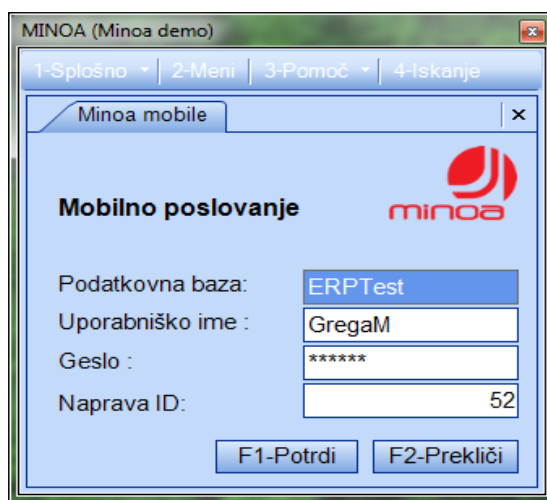 MINOA (Minoa demo)
1-Splošno 2-Meni 3-Pomoč 4-Iskanje
Minoa mobile
minoa
Mobilno poslovanje
Podatkovna baza: ERPTest
Uporabniško ime : GregaM
Geslo : ******
Naprava ID: 52
F1-Potrdi F2-Prekliči